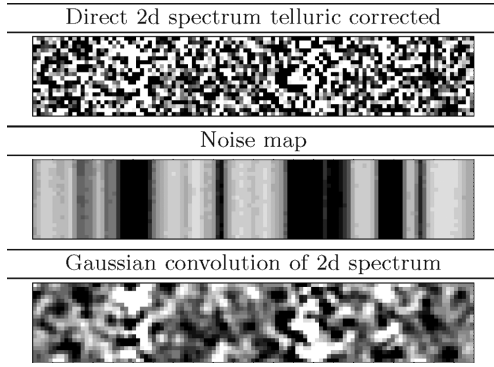 Direct 2d spectrum telluric corrected
Noise map
Gaussian convolution of 2d spectrum